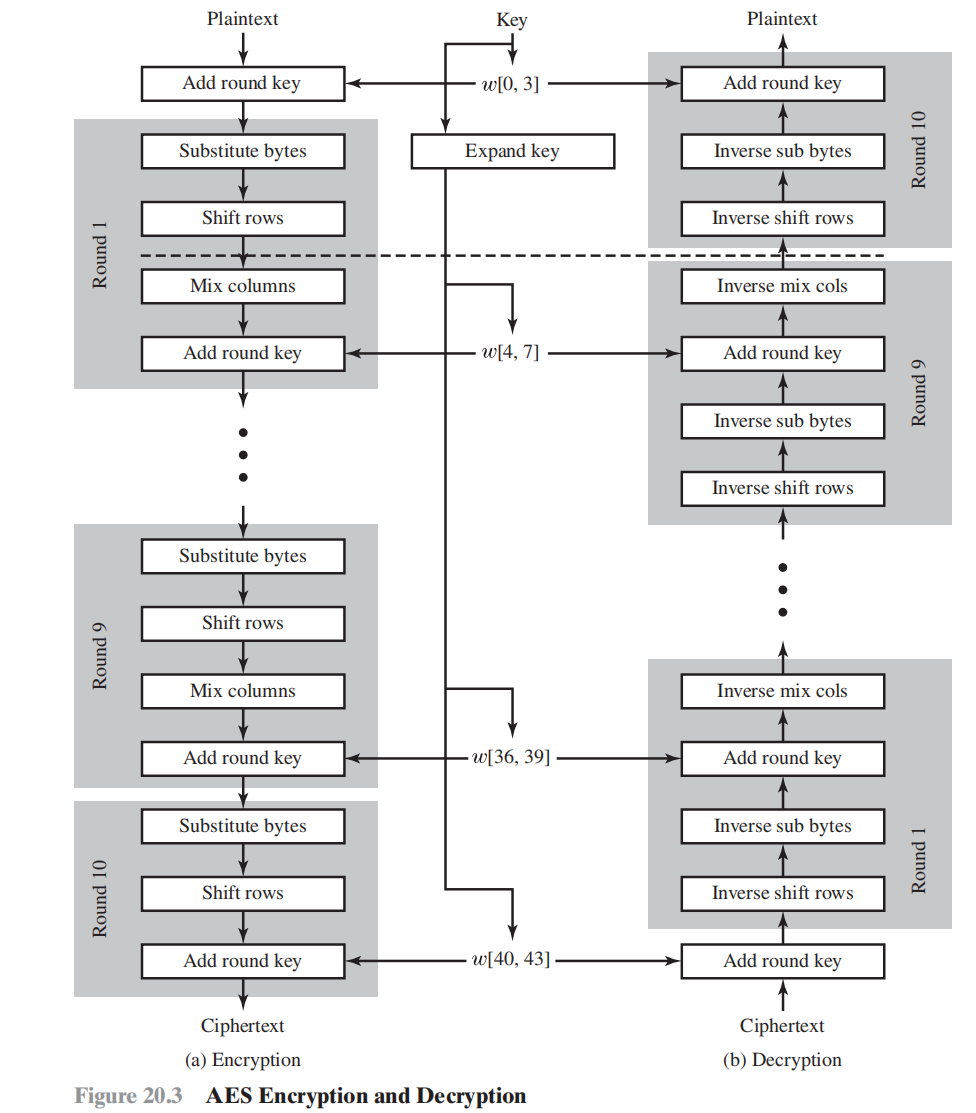 Plaintext
Key
Plaintext
Add round key
w[0, 3]
Add round key
Round 1
Substitute bytes
Expand key
Inverse sub bytes
Round 10
Shift rows
Inverse shift rows
Mix columns
Inverse mix cols
Add round key
w[4, 7]
Add round key
Round 9
Inverse sub bytes
Inverse shift rows
Round 9
Substitute bytes
Shift rows
Mix columns
Inverse mix cols
Add round key
w[36, 39]
Add round key
Round 1
Round 10
Substitute bytes
Inverse sub bytes
Shift rows
Inverse shift rows
Add round key
w[40, 43]
Add round key
Ciphertext
Ciphertext
(a) Encryption
(b) Decryption
Figure 20.3 AES Encryption and Decryption